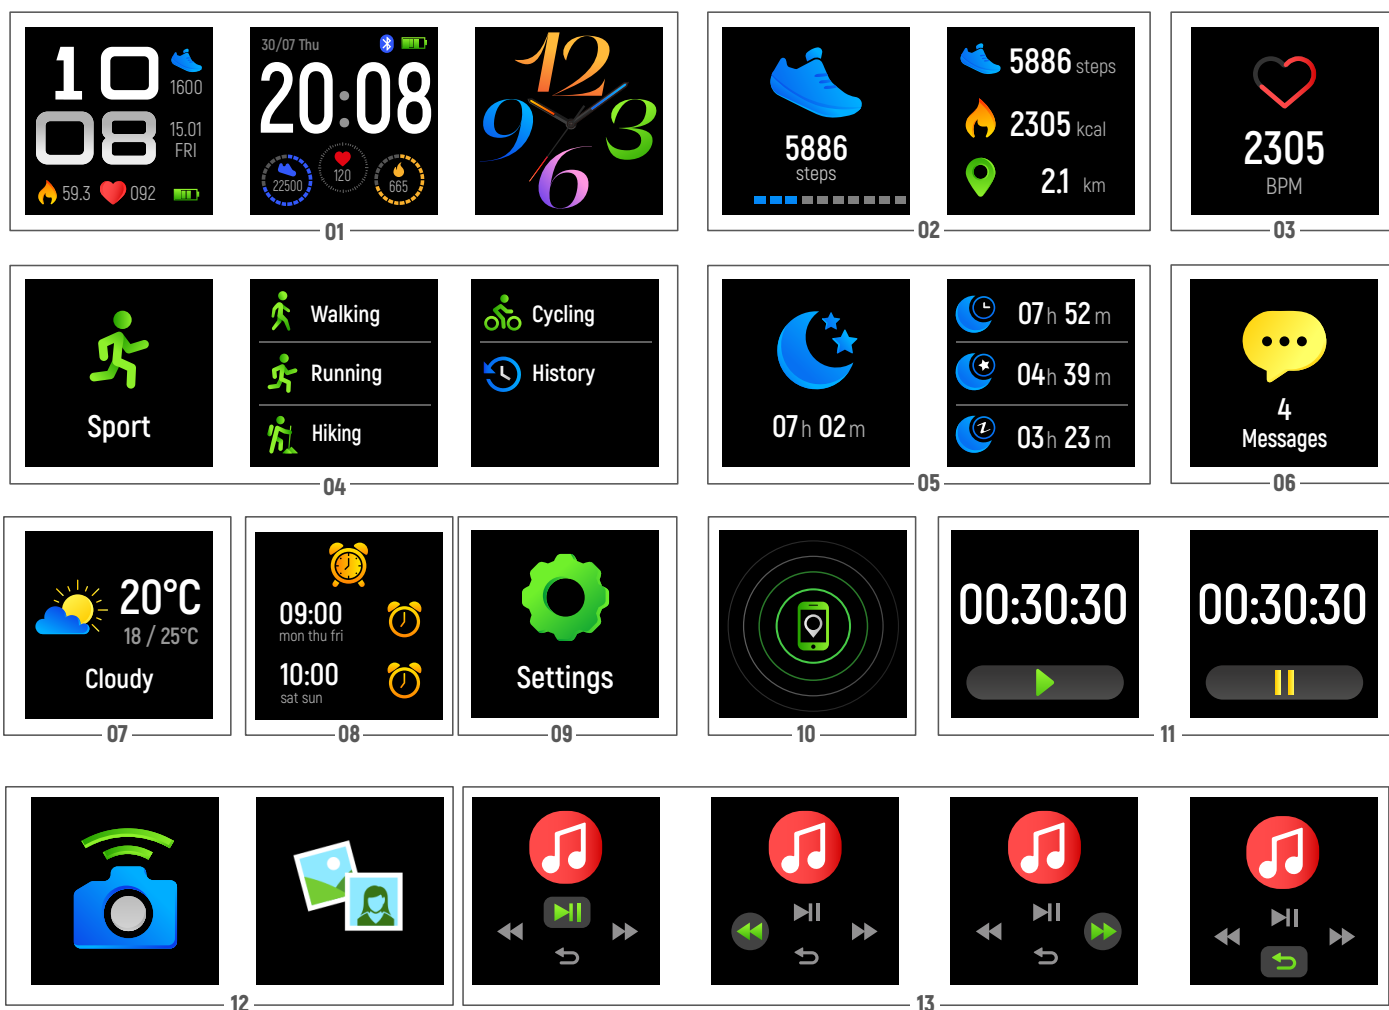 10
08
1600
15.01
FRI
59.3
092
30/07 Thu
20:08
22500
120
665
12
9
3
6
01
5886
steps
5886 steps
2305 kcal
2.1 km
02
2305
BPM
03
Sport
Walking
Running
Hiking
Cycling
History
04
07h 02m
07h 52m
04h 39m
03h 23m
05
4
Messages
06
20°C
18 / 25°C
Cloudy
07
09:00
mon thu fri
10:00
sat sun
08
Settings
09
10
00:30:30
00:30:30
11
12
13